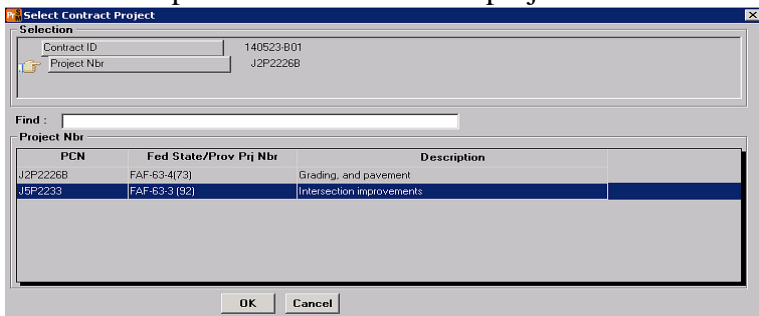 Select Contract Project
Selection
Contract ID 140523-B01
Project Nbr J2P2226B
Find :
Project Nbr
PCN Fed State/Prov Prj Nbr Description
J2P2226B FAF-63-4(73) Grading, and pavement
J5P2233 FAF-63-3 (92) Intersection improvements
OK Cancel